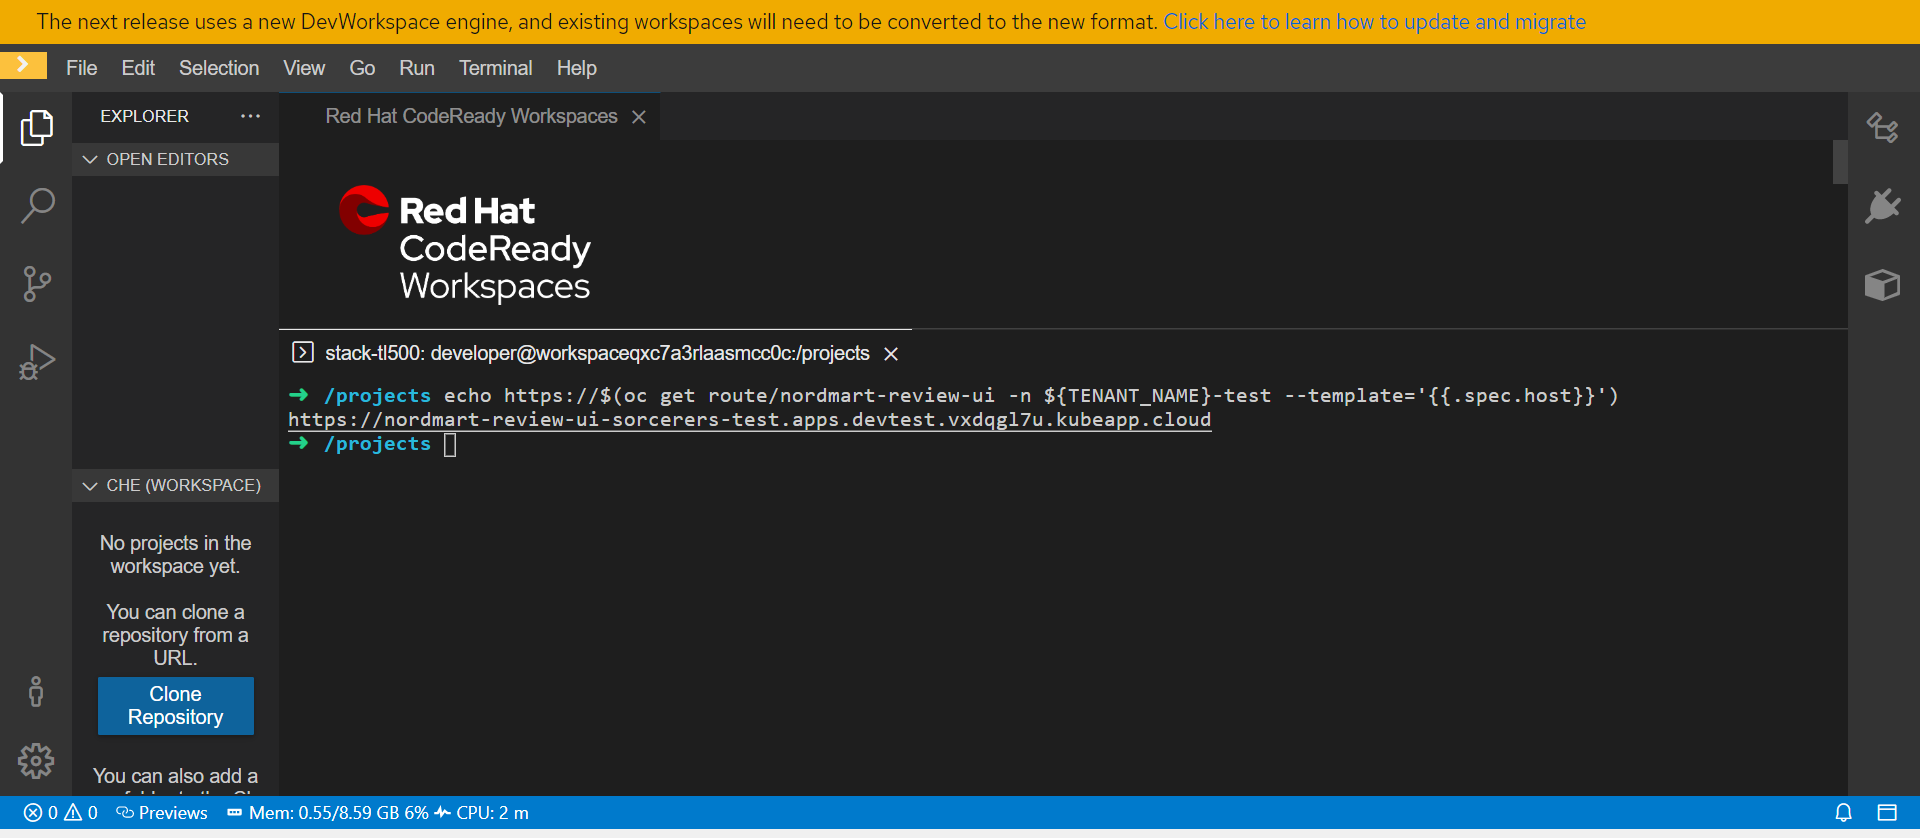 The next release uses a new DevWorkspace engine, and existing workspaces will need to be converted to the new format. Click here to learn how to update and migrate
File Edit Selection View Go Run Terminal Help
EXPLORER
Red Hat CodeReady Workspaces
OPEN EDITORS
Red Hat
CodeReady
Workspaces
stack-tl500: developer@workspaceqxc7a3rlaasmcc0c:/projects
➜ /projects echo https://$(oc get route/nordmart-review-ui -n ${TENANT_NAME}-test --template='{{.spec.host}}')
https://nordmart-review-ui-sorcerers-test.apps.devtest.vxdqgl7u.kubeapp.cloud
➜ /projects
CHE (WORKSPACE)
No projects in the
workspace yet.
You can clone a
repository from a
URL.
Clone
Repository
You can also add a
0 0 Previews Mem: 0.55/8.59 GB 6% CPU: 2 m